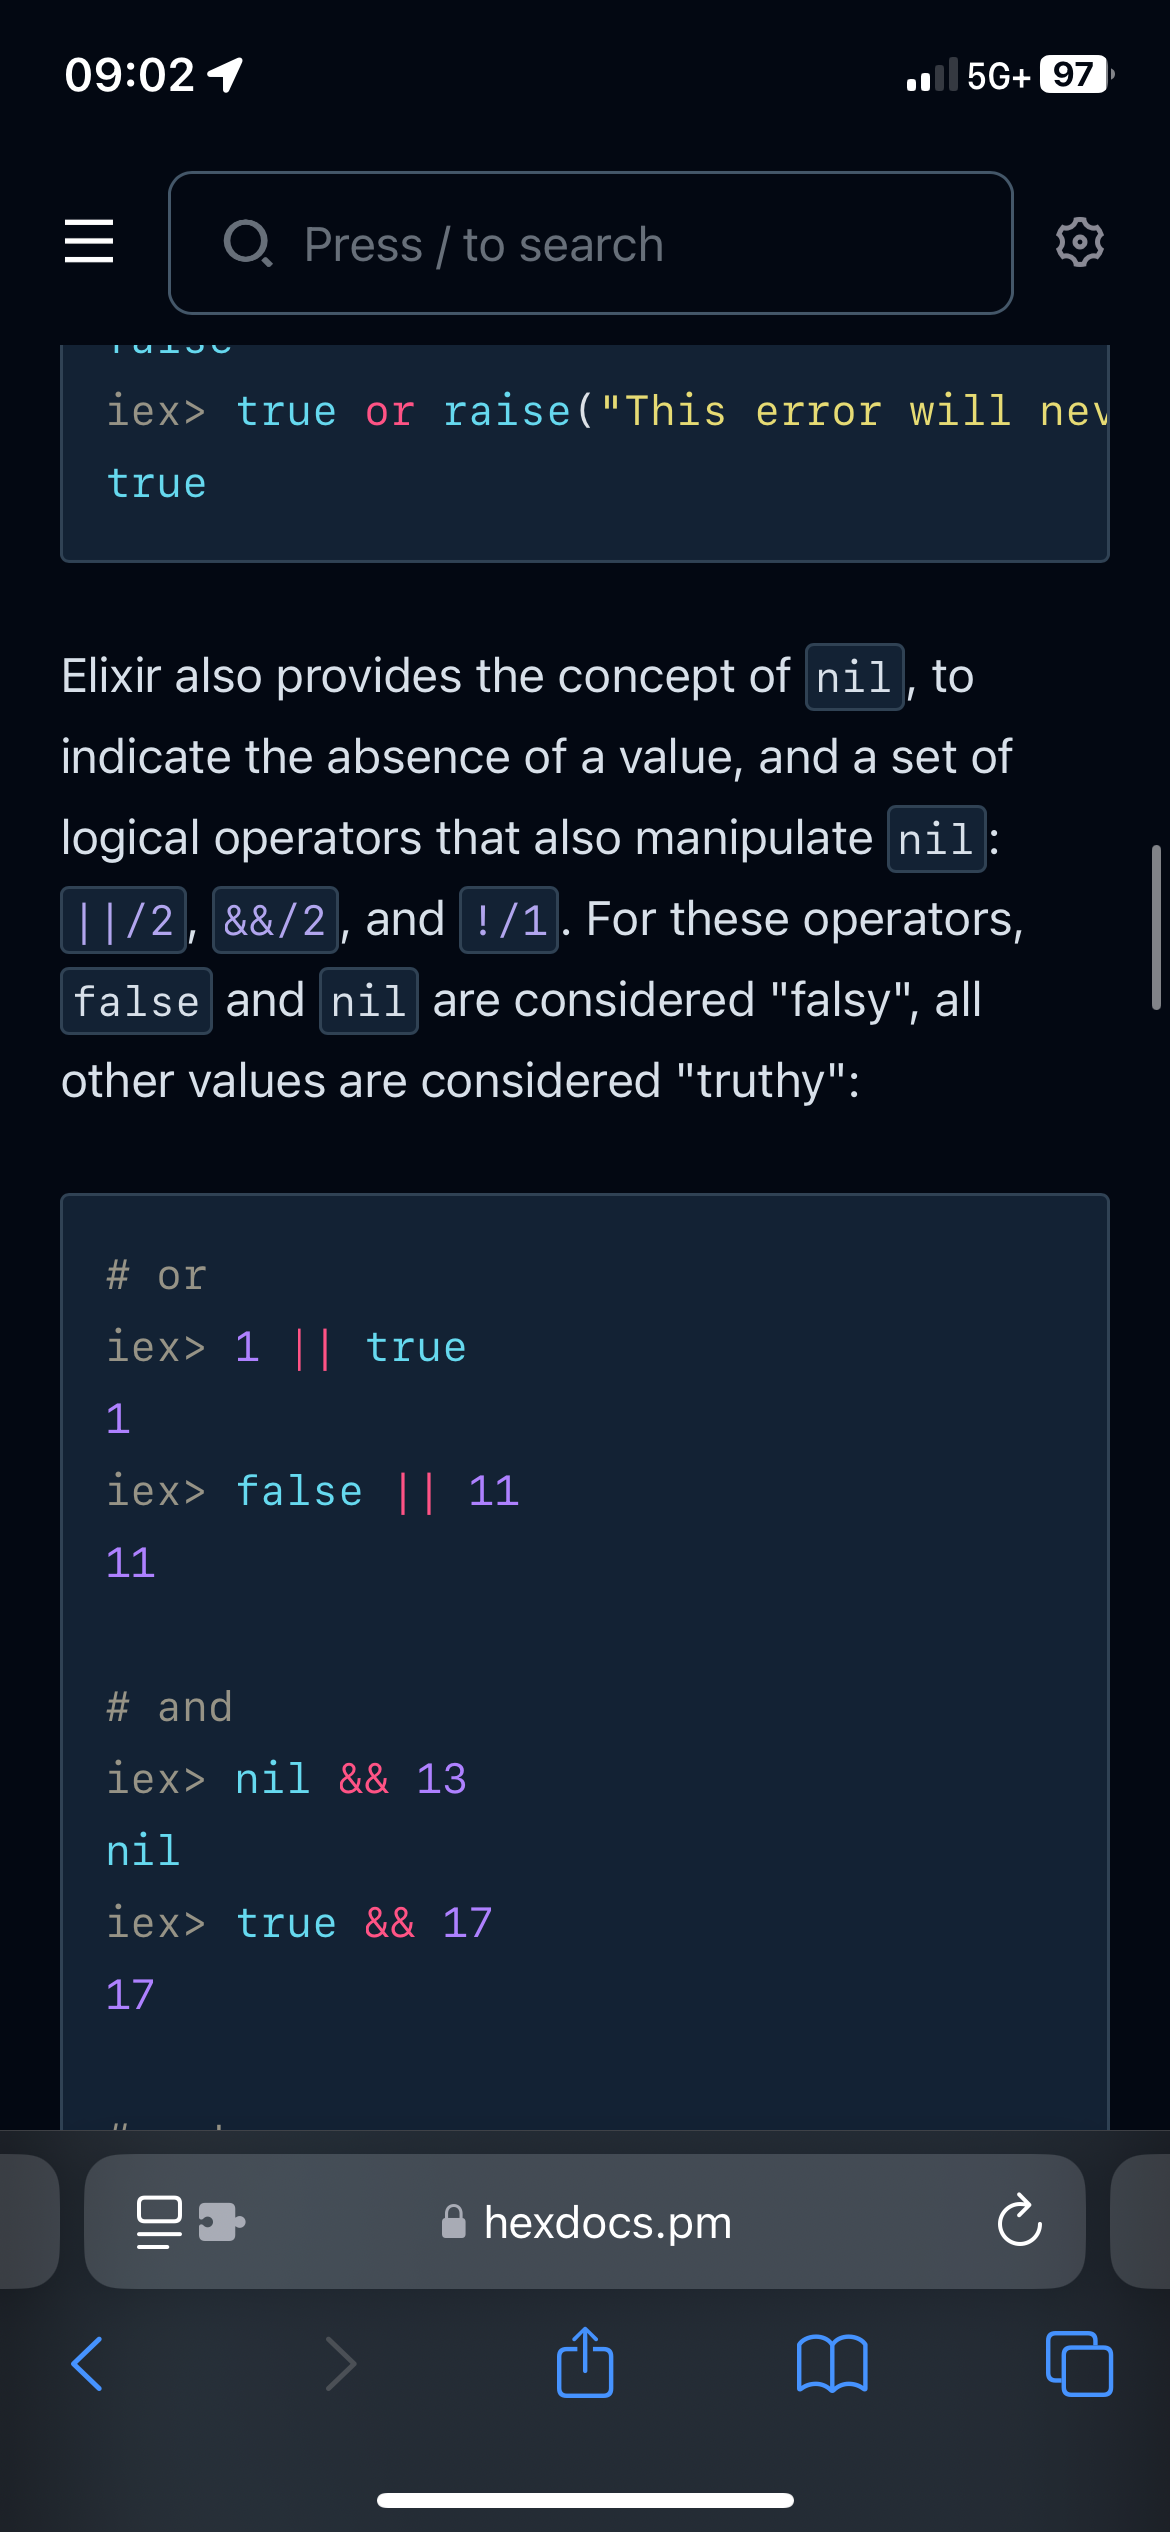 09:02
5G+ 97
Press / to search
iex> true or raise("This error will nev
true
Elixir also provides the concept of nil, to
indicate the absence of a value, and a set of
logical operators that also manipulate nil:
||/2, &&/2, and !/1. For these operators,
false and nil are considered "falsy", all
other values are considered "truthy":
# or
iex> 1 || true
1
iex> false || 11
11
# and
iex> nil && 13
nil
iex> true && 17
17
hexdocs.pm